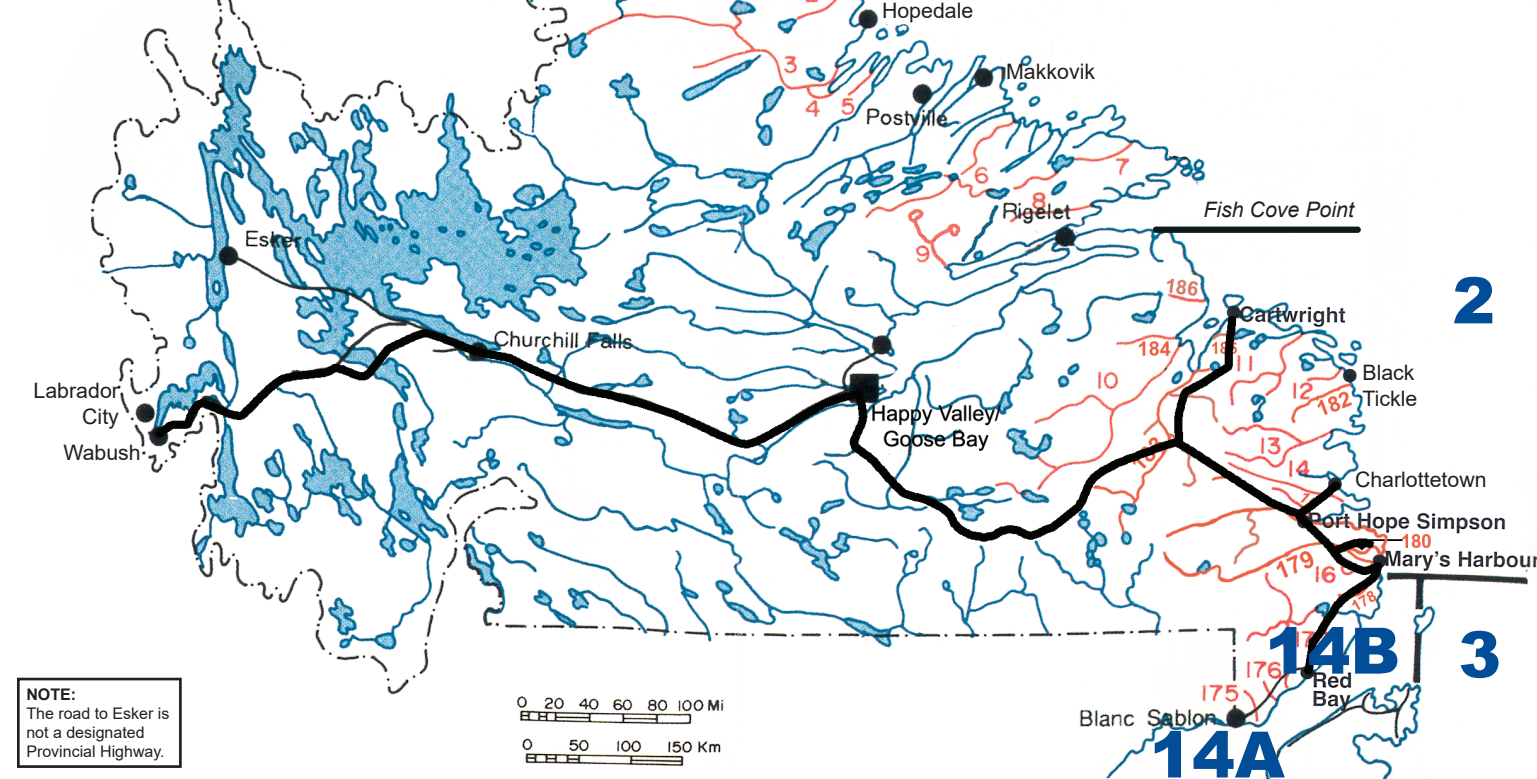 Hopedale
3
Makkovik
4
5
Postville
6
7
8
Rigelet
Fish Cove Point
Esker
9
186
2
Cartwright
Churchill Falls
184
185
11
Black
Tickle
10
12
182
Labrador
City
Happy Valley/
Goose Bay
Wabush
13
183
14
Charlottetown
Port Hope Simpson
180
Mary's Harbour
179
16
178
17
14B
3
176
175
Red
Bay
Blanc Sablon
14A
NOTE:
The road to Esker is
not a designated
Provincial Highway.
0 20 40 60 80 100 Mi
0 50 100 150 Km